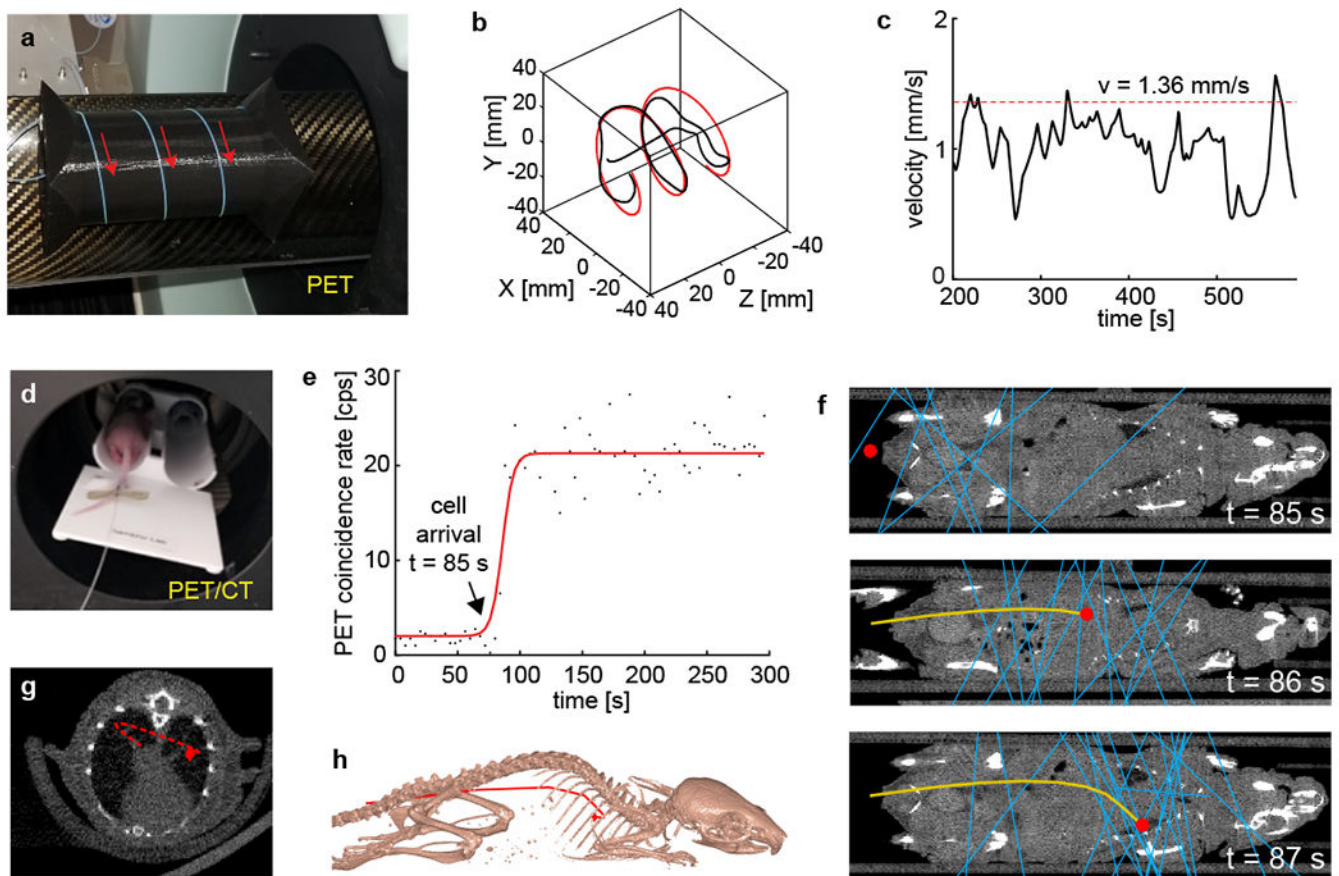 a
PET
b
40
20
0
-20
-40
Y [mm]
40
20
0
-20
-40
X [mm]
40
20
0
-20
-40
Z [mm]
c
2
1
0
velocity [mm/s]
v = 1.36 mm/s
200
300
400
500
time [s]
d
PET/CT
e
30
20
10
0
PET coincidence rate [cps]
cell
arrival
t = 85 s
0
50
100
150
200
250
300
time [s]
f
t = 85 s
t = 86 s
t = 87 s
g
h